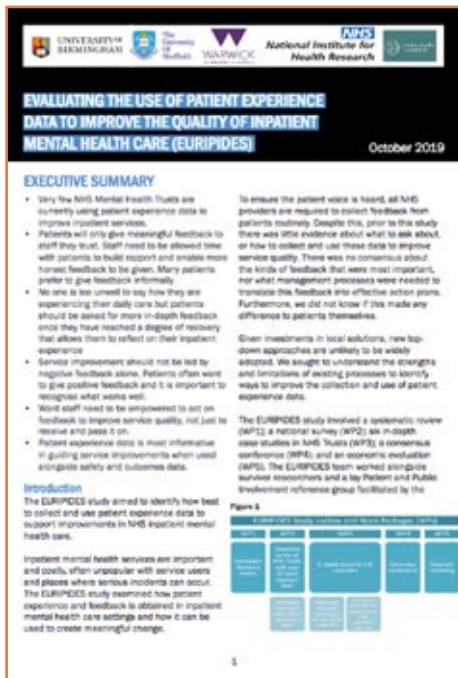 UNIVERSITY OF
BIRMINGHAM
The
University
Of
Sheffield
WARWICK
NHS
National Institute for
Health Research
EVALUATING THE USE OF PATIENT EXPERIENCE
DATA TO IMPROVE THE QUALITY OF INPATIENT
MENTAL HEALTH CARE (EURIPIDES)
October 2019
EXECUTIVE SUMMARY
• Very few NHS Mental Health Trusts are
currently using patient experience data to
improve inpatient services.
• Patients will only give meaningful feedback to
staff they trust. Staff need to be allowed time
with patients to build rapport and enable more
honest feedback to be given. Many patients
prefer to give feedback informally.
• No one is too unwell to say how they are
experiencing their daily care but patients
should be asked for more in-depth feedback
once they have reached a degree of recovery
that allows them to reflect on their inpatient
experience
• Service improvement should not be led by
negative feedback alone. Patients often want
to give positive feedback and it is important to
recognise what works well.
• Ward staff need to be empowered to act on
feedback to improve service quality, not just to
receive and pass it on.
• Patient experience data is most informative
in guiding service improvements when used
alongside safety and outcomes data.
Introduction
The EURIPIDES study aimed to identify how best
to collect and use patient experience data to
support improvements in NHS inpatient mental
health care.
Inpatient mental health services are important
and costly, often unpopular with service users
and places where serious incidents can occur.
The EURIPIDES study examined how patient
experience and feedback is obtained in inpatient
mental health care settings and how it can be
used to create meaningful change.
To ensure the patient voice is heard, all NHS
providers are required to collect feedback from
patients routinely. Despite this, prior to this study
there was little evidence about what to ask about,
or how to collect and use these data to improve
service quality. There was no consensus about
the kinds of feedback that were most important,
nor what management processes were needed to
translate this feedback into effective action plans.
Furthermore, we did not know if this made any
difference to patients themselves.
Given investments in local solutions, new top-
down approaches are unlikely to be widely
adopted. We sought to understand the strengths
and limitations of existing processes to identify
ways to improve the collection and use of patient
experience data.
The EURIPIDES study involved a systematic review
(WP1); a national survey (WP2); six in-depth
case studies in NHS Trusts (WP3); a consensus
conference (WP4); and an economic evaluation
(WP5). The EURIPIDES team worked alongside
survivor researchers and a lay Patient and Public
Involvement reference group facilitated by the
Figure 1
EURIPIDES Study outline and Work Packages (WPs)
WP1
WP2
WP3
WP4
WP5
1